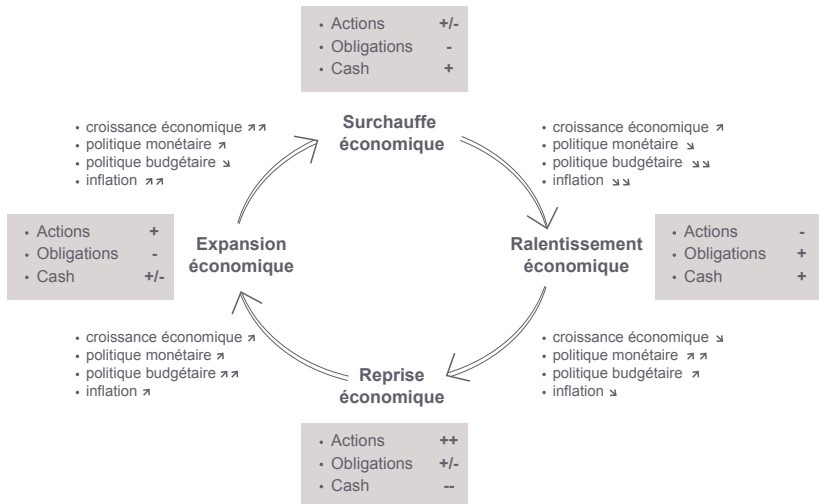 • Actions +/-
• Obligations -
• Cash +
Surchauffe
économique
• croissance économique ↗↗
• politique monétaire ↗
• politique budgétaire ↘
• inflation ↗↗
• croissance économique ↗
• politique monétaire ↘
• politique budgétaire ↘↘
• inflation ↘↘
• Actions +
• Obligations -
• Cash +/-
Expansion
économique
Ralentissement
économique
• Actions -
• Obligations +
• Cash +
• croissance économique ↗
• politique monétaire ↗
• politique budgétaire ↗↗
• inflation ↗
• croissance économique ↘
• politique monétaire ↗↗
• politique budgétaire ↗
• inflation ↘
Reprise
économique
• Actions ++
• Obligations +/-
• Cash --